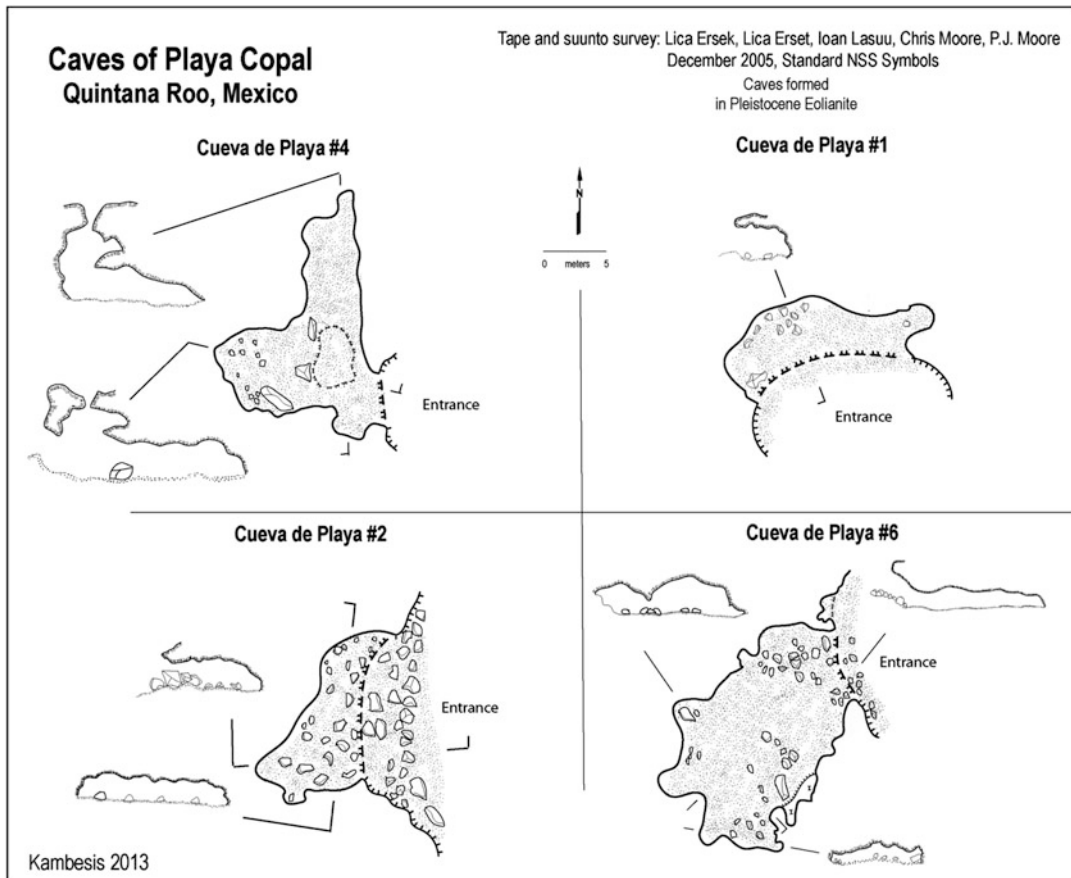 Caves of Playa Copal
Quintana Roo, Mexico
Tape and suunto survey: Lica Ersek, Lica Erset, Ioan Lasuu, Chris Moore, P.J. Moore
December 2005, Standard NSS Symbols
Caves formed
in Pleistocene Eolianite
Cueva de Playa #4
Cueva de Playa #1
N
0 meters 5
Entrance
Entrance
Cueva de Playa #2
Cueva de Playa #6
Entrance
Entrance
Kambesis 2013